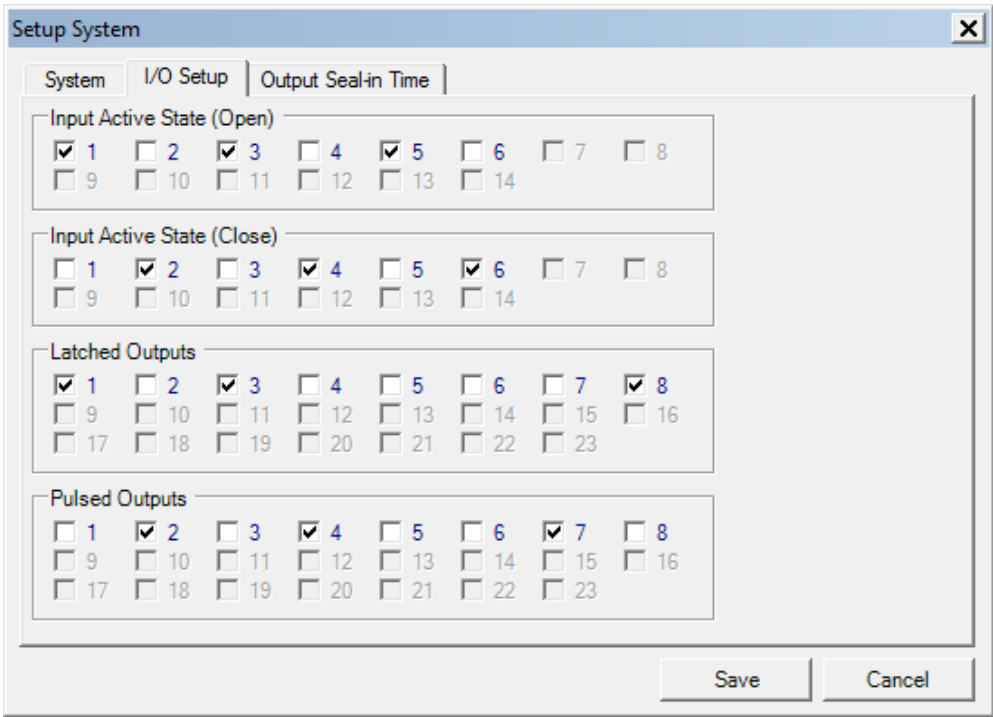 Setup System
System I/O Setup Output Seal-in Time
Input Active State (Open)
1 2 3 4 5 6 7 8
9 10 11 12 13 14
Input Active State (Close)
1 2 3 4 5 6 7 8
9 10 11 12 13 14
Latched Outputs
1 2 3 4 5 6 7 8
9 10 11 12 13 14 15 16
17 18 19 20 21 22 23
Pulsed Outputs
1 2 3 4 5 6 7 8
9 10 11 12 13 14 15 16
17 18 19 20 21 22 23
Save Cancel